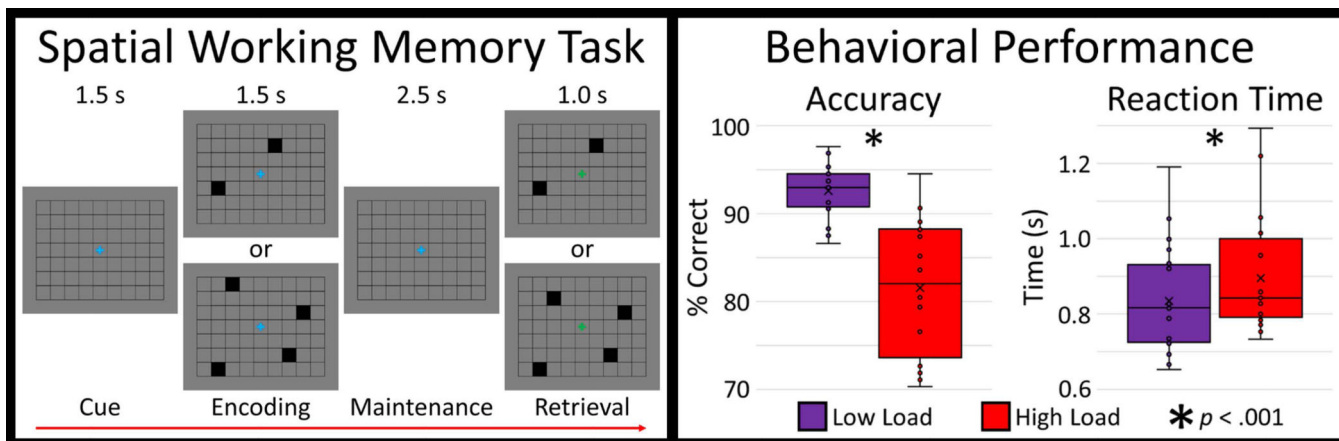 Spatial Working Memory Task
1.5 s 1.5 s 2.5 s 1.0 s
or or
Cue Encoding Maintenance Retrieval
Behavioral Performance
Accuracy Reaction Time
* *
% Correct
100
90
80
70
Time (s)
1.2
1.0
0.8
0.6
Low Load High Load * p < .001